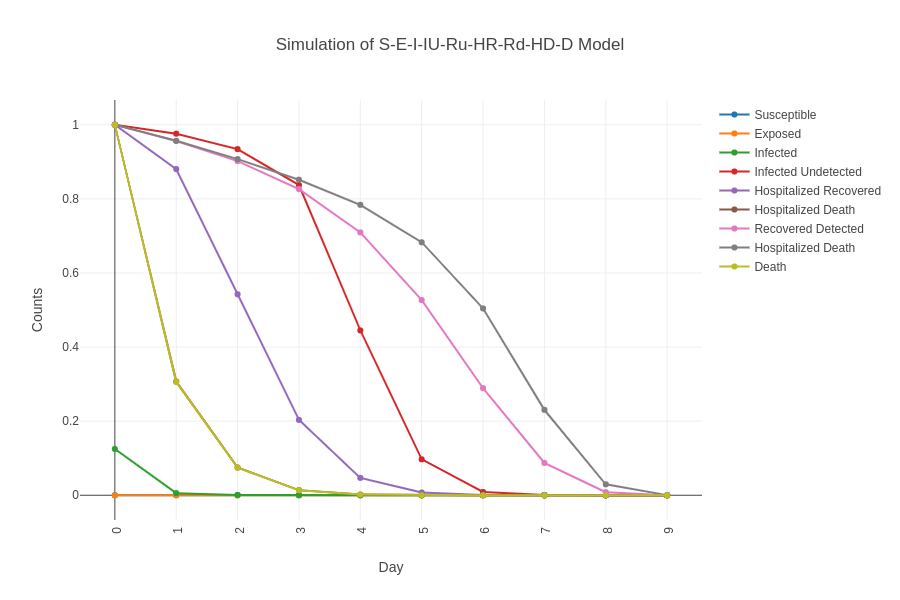 Simulation of S-E-I-IU-Ru-HR-Rd-HD-D Model
Susceptible
Exposed
Infected
Infected Undetected
Hospitalized Recovered
Hospitalized Death
Recovered Detected
Hospitalized Death
Death
Counts
1
0.8
0.6
0.4
0.2
0
0 1 2 3 4 5 6 7 8 9
Day